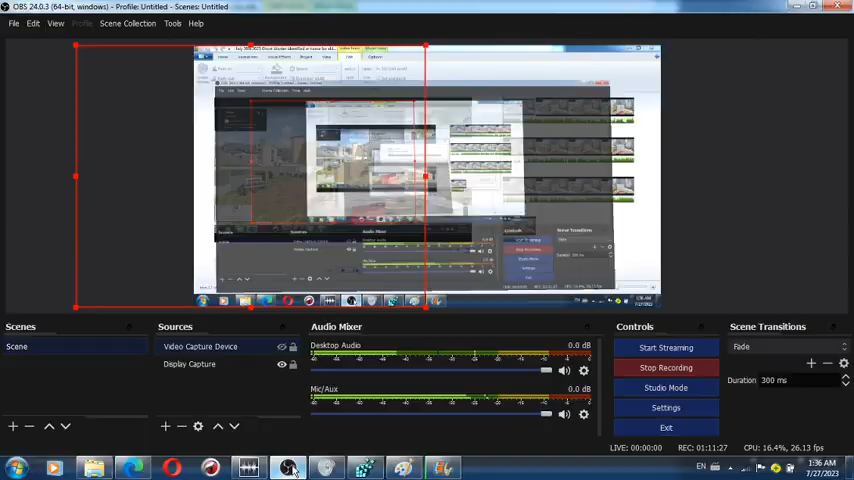 OBS 24.0.3 (64-bit, windows) - Profile: Untitled - Scenes: Untitled
File Edit View Profile Scene Collection Tools Help
Scenes
Scene
Sources
Video Capture Device
Display Capture
Audio Mixer
Desktop Audio 0.0 dB
Mic/Aux 0.0 dB
Controls
Start Streaming
Stop Recording
Studio Mode
Settings
Exit
Scene Transitions
Fade
Duration 300 ms
LIVE: 00:00:00 REC: 01:11:27 CPU: 16.4%, 26.13 fps
EN
1:36 AM
7/27/2023